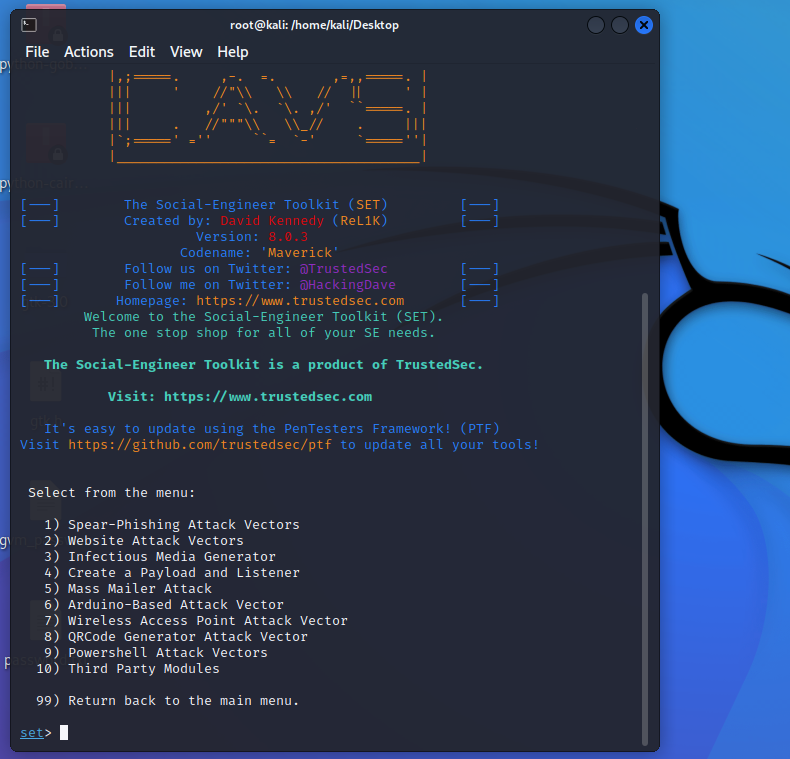 root@kali: /home/kali/Desktop
File Actions Edit View Help
|,;=====.     ,-.  =.       ,=,,=====. |
|||     '    //"\\   \\   //  ||     ' |
|||         ,/' `\.  `\. ,/'  ``=====. |
|||     .   //"""\\   \\_//    .     |||
|`;=====' =''     ``=  `-'     `=====''|
|______________________________________|
[---]        The Social-Engineer Toolkit (SET)         [---]
[---]        Created by: David Kennedy (ReL1K)         [---]
Version: 8.0.3
Codename: 'Maverick'
[---]        Follow us on Twitter: @TrustedSec         [---]
[---]        Follow me on Twitter: @HackingDave        [---]
[---]       Homepage: https://www.trustedsec.com       [---]
Welcome to the Social-Engineer Toolkit (SET).
The one stop shop for all of your SE needs.
The Social-Engineer Toolkit is a product of TrustedSec.
Visit: https://www.trustedsec.com
It's easy to update using the PenTesters Framework! (PTF)
Visit https://github.com/trustedsec/ptf to update all your tools!
Select from the menu:
1) Spear-Phishing Attack Vectors
2) Website Attack Vectors
3) Infectious Media Generator
4) Create a Payload and Listener
5) Mass Mailer Attack
6) Arduino-Based Attack Vector
7) Wireless Access Point Attack Vector
8) QRCode Generator Attack Vector
9) Powershell Attack Vectors
10) Third Party Modules
99) Return back to the main menu.
set>